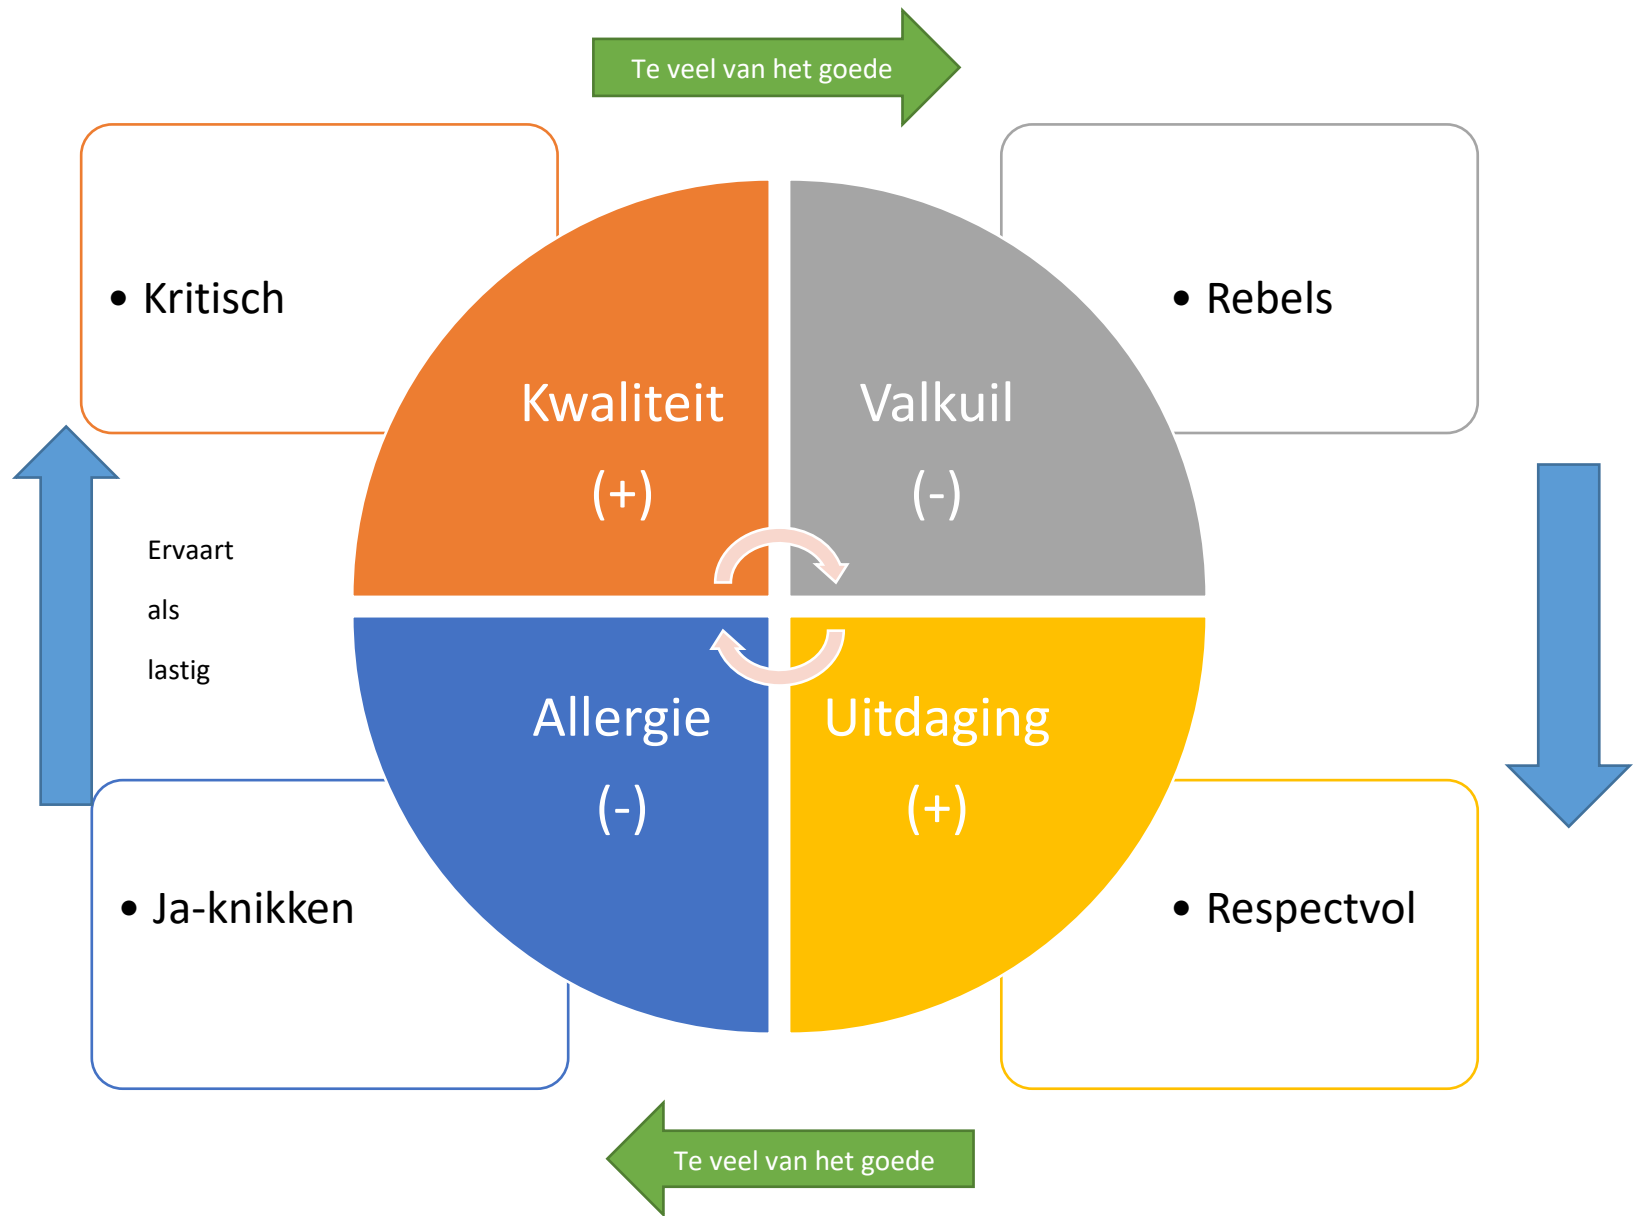 Te veel van het goede
• Kritisch
• Rebels
Kwaliteit
(+)
Valkuil
(-)
Ervaart
als
lastig
Allergie
(-)
Uitdaging
(+)
• Ja-knikken
• Respectvol
Te veel van het goede